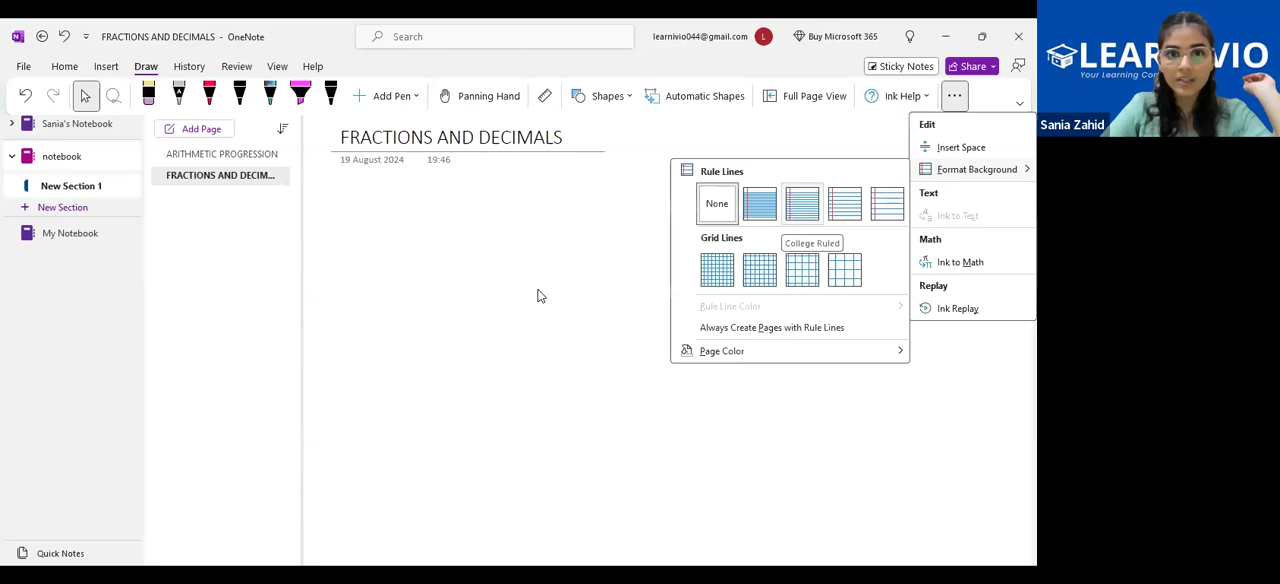 FRACTIONS AND DECIMALS - OneNote
Search
learnivio044@gmail.com
L
Buy Microsoft 365
File
Home
Insert
Draw
History
Review
View
Help
Sticky Notes
Share
Add Pen
Panning Hand
Shapes
Automatic Shapes
Full Page View
Ink Help
Sania's Notebook
notebook
New Section 1
New Section
My Notebook
Quick Notes
Add Page
ARITHMETIC PROGRESSION
FRACTIONS AND DECIM...
FRACTIONS AND DECIMALS
19 August 2024 19:46
Rule Lines
None
Grid Lines
College Ruled
Rule Line Color
Always Create Pages with Rule Lines
Page Color
Edit
Insert Space
Format Background
Text
Ink to Text
Math
Ink to Math
Replay
Ink Replay
Sania Zahid